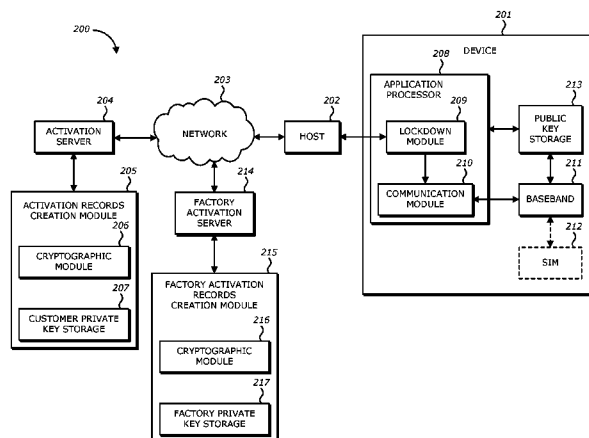 200
201
DEVICE
208
APPLICATION
PROCESSOR
209
LOCKDOWN
MODULE
210
COMMUNICATION
MODULE
213
PUBLIC
KEY
STORAGE
211
BASEBAND
212
SIM
202
HOST
203
NETWORK
204
ACTIVATION
SERVER
205
ACTIVATION RECORDS
CREATION MODULE
206
CRYPTOGRAPHIC
MODULE
207
CUSTOMER PRIVATE
KEY STORAGE
214
FACTORY
ACTIVATION
SERVER
215
FACTORY ACTIVATION
RECORDS
CREATION MODULE
216
CRYPTOGRAPHIC
MODULE
217
FACTORY PRIVATE
KEY STORAGE